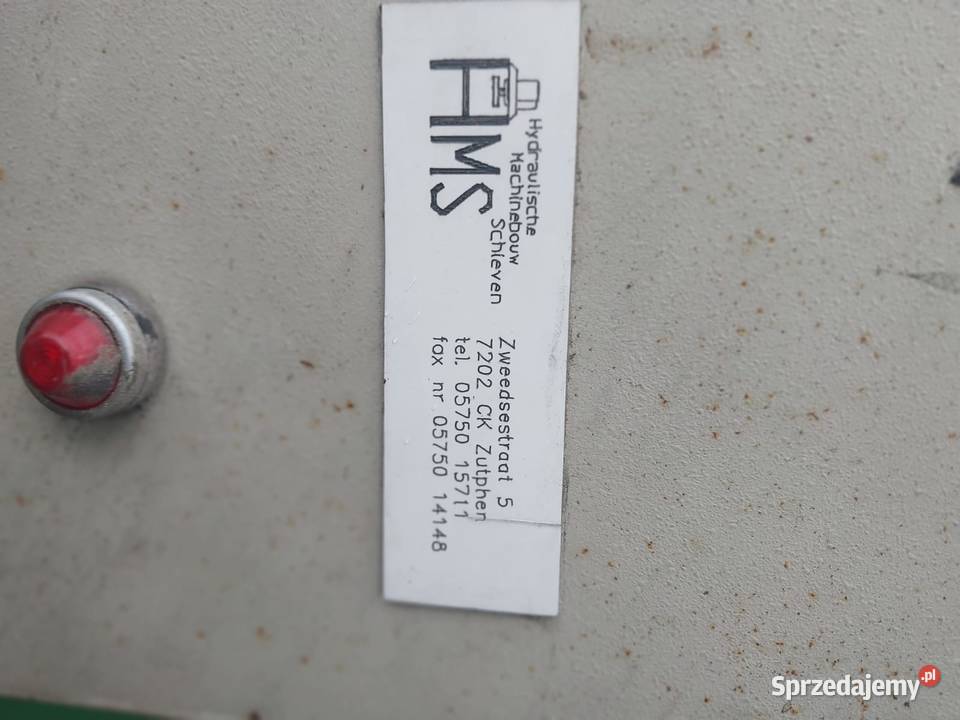 HMS
Hydraulische
Machinebouw
Schieven
Zweedsestraat 5
7202 CK Zutphen
tel. 05750 15711
fax nr 05750 14148
Sprzedajemy.pl